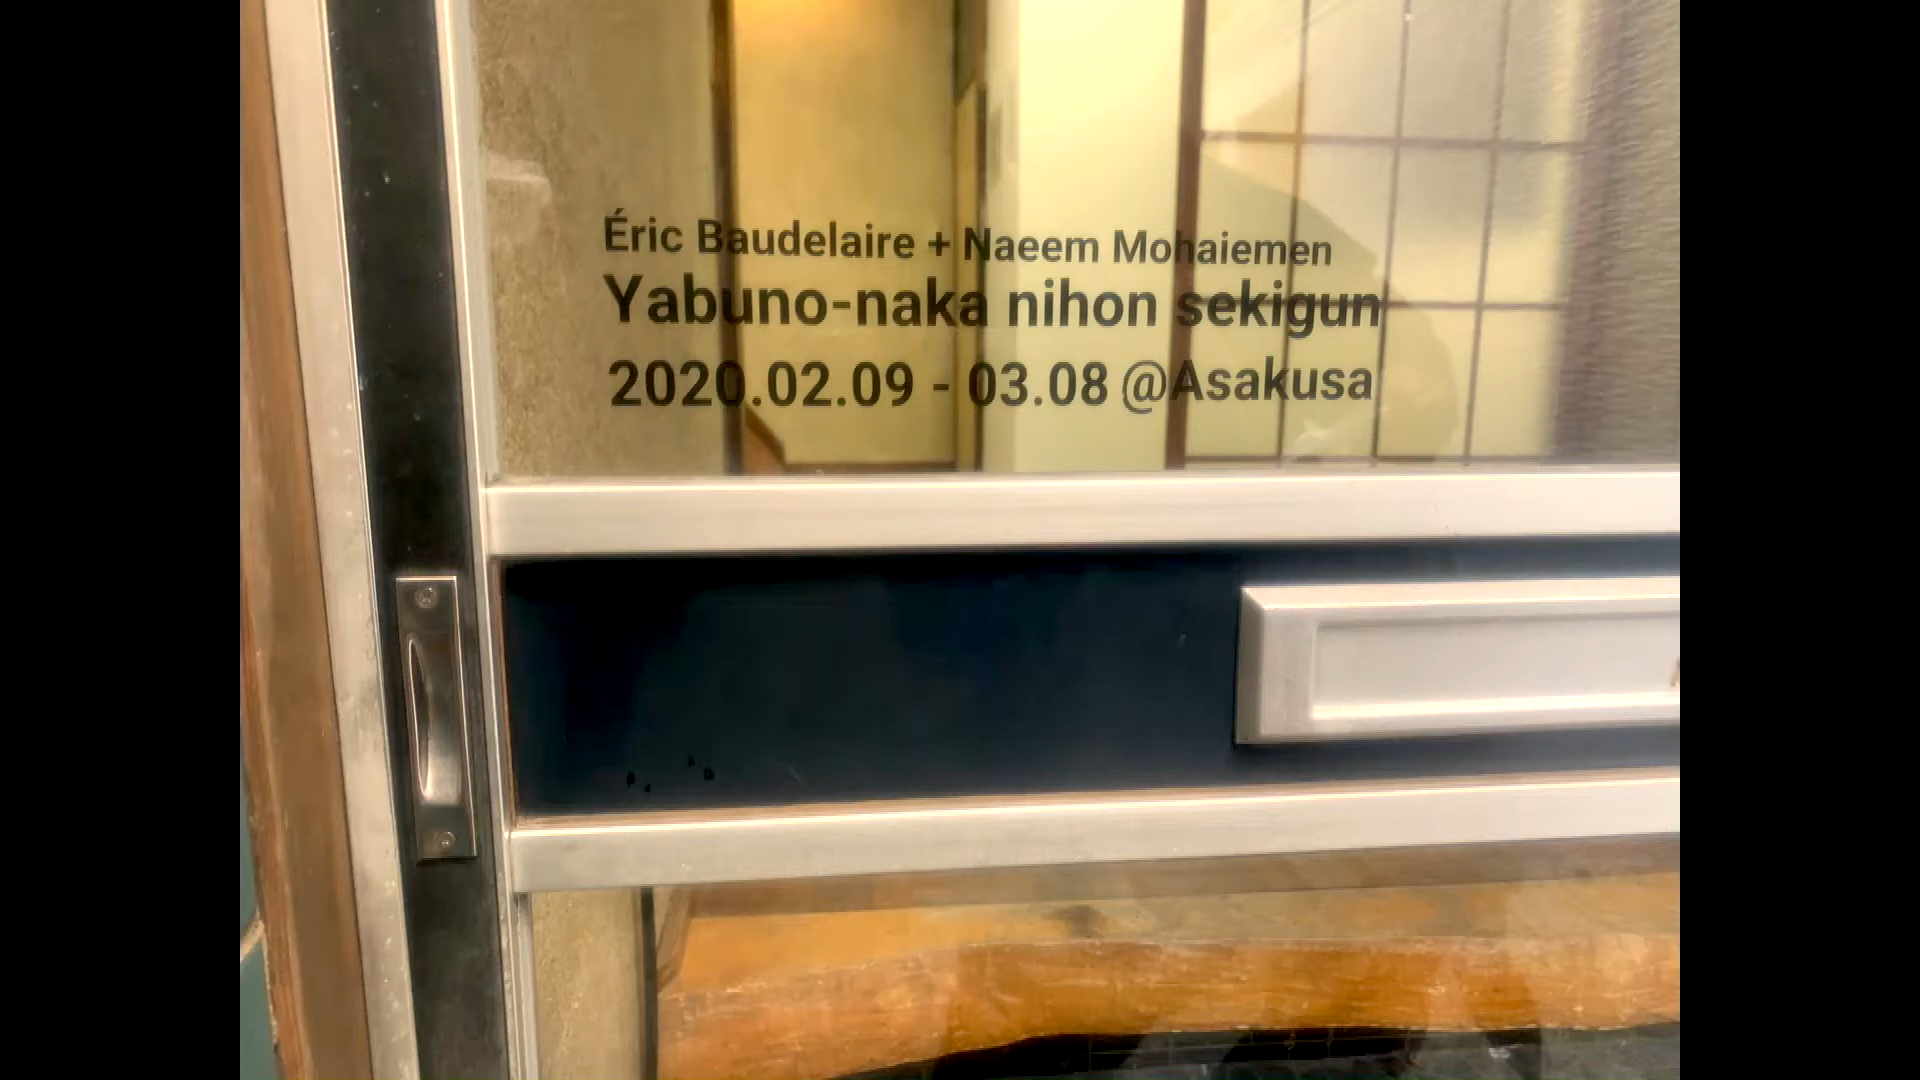 Éric Baudelaire + Naeem Mohaiemen
Yabuno-naka nihon sekigun
2020.02.09 - 03.08 @Asakusa